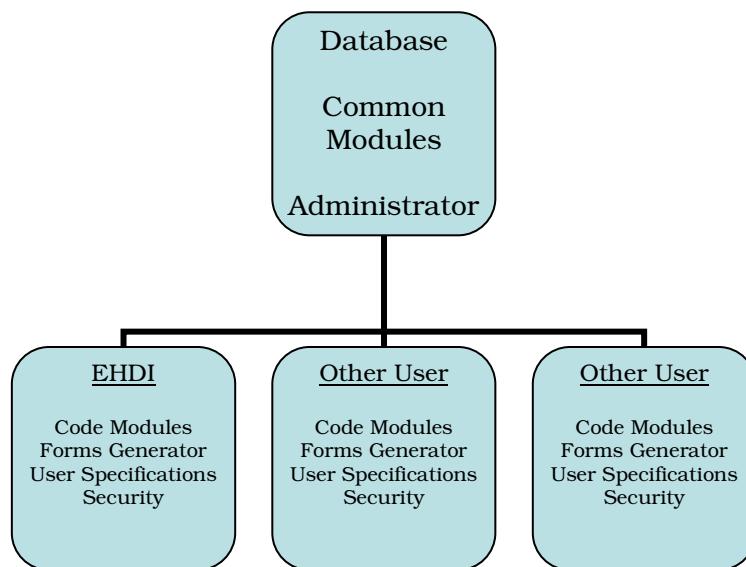 Database
Common
Modules
Administrator
EHDI
Code Modules
Forms Generator
User Specifications
Security
Other User
Code Modules
Forms Generator
User Specifications
Security
Other User
Code Modules
Forms Generator
User Specifications
Security